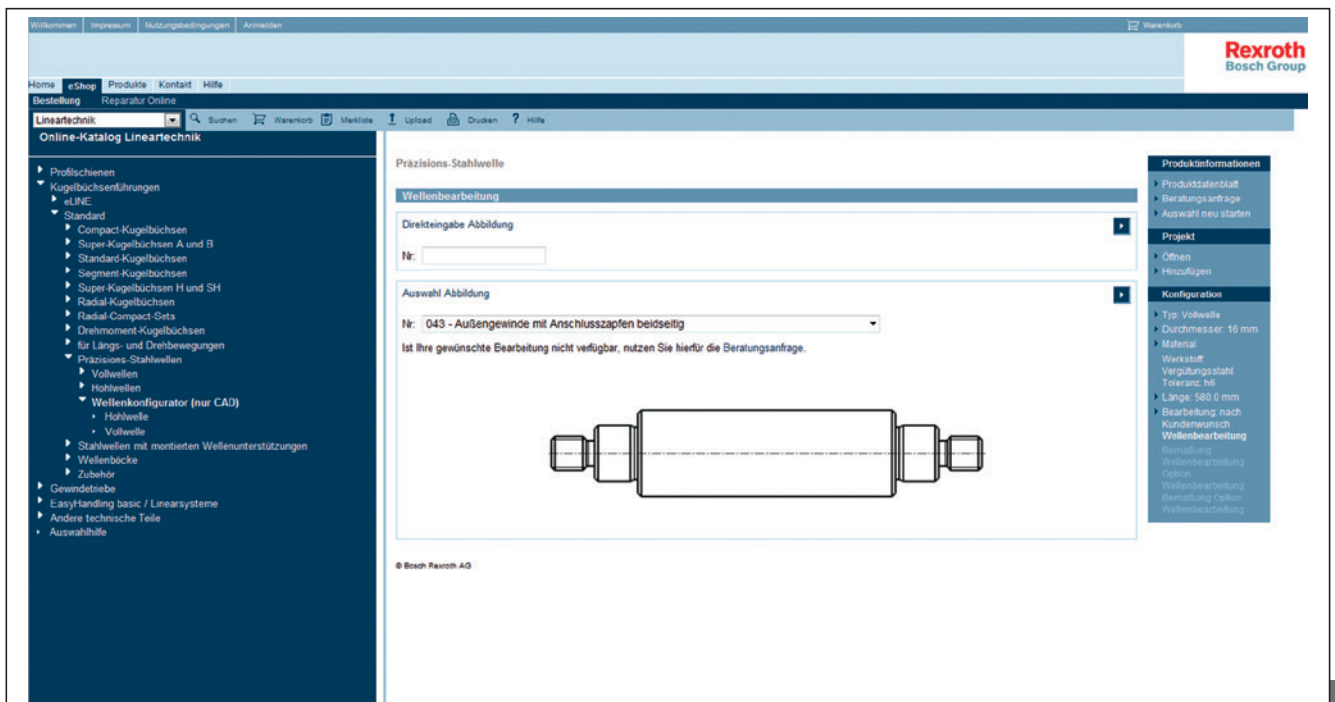 Willkommen Impressum Nutzungsbedingungen Anmelden Warenkorb
Rexroth
Bosch Group
Home eShop Produkte Kontakt Hilfe
Bestellung Reparatur Online
Lineartechnik Suchen Warenkorb Merkliste Upload Drucken ? Hilfe
Online-Katalog Lineartechnik
Profilschienen
Kugelbüchsenführungen
eLINE
Standard
Compact-Kugelbüchsen
Super-Kugelbüchsen A und B
Standard-Kugelbüchsen
Segment-Kugelbüchsen
Super-Kugelbüchsen H und SH
Radial-Kugelbüchsen
Radial-Compact-Sets
Drehmoment-Kugelbüchsen
für Längs- und Drehbewegungen
Präzisions-Stahlwellen
Vollwellen
Hohlwellen
Wellenkonfigurator (nur CAD)
Hohlwelle
Vollwelle
Stahlwellen mit montierten Wellenunterstützungen
Wellenböcke
Zubehör
Gewindetriebe
EasyHandling basic / Linearsysteme
Andere technische Teile
Auswahlhilfe
Präzisions-Stahlwelle
Wellenbearbeitung
Direkteingabe Abbildung
Nr:
Auswahl Abbildung
Nr: 043 - Außengewinde mit Anschlusszapfen beidseitig
Ist Ihre gewünschte Bearbeitung nicht verfügbar, nutzen Sie hierfür die Beratungsanfrage.
© Bosch Rexroth AG
Produktinformationen
Produktdatenblatt
Beratungsanfrage
Auswahl neu starten
Projekt
Öffnen
Hinzufügen
Konfiguration
Typ: Vollwelle
Durchmesser: 16 mm
Material
Werkstoff:
Vergütungsstahl
Toleranz: h6
Länge: 580.0 mm
Bearbeitung: nach
Kundenwunsch
Wellenbearbeitung
Bemaßung
Wellenbearbeitung
Option
Wellenbearbeitung
Bemaßung Option
Wellenbearbeitung